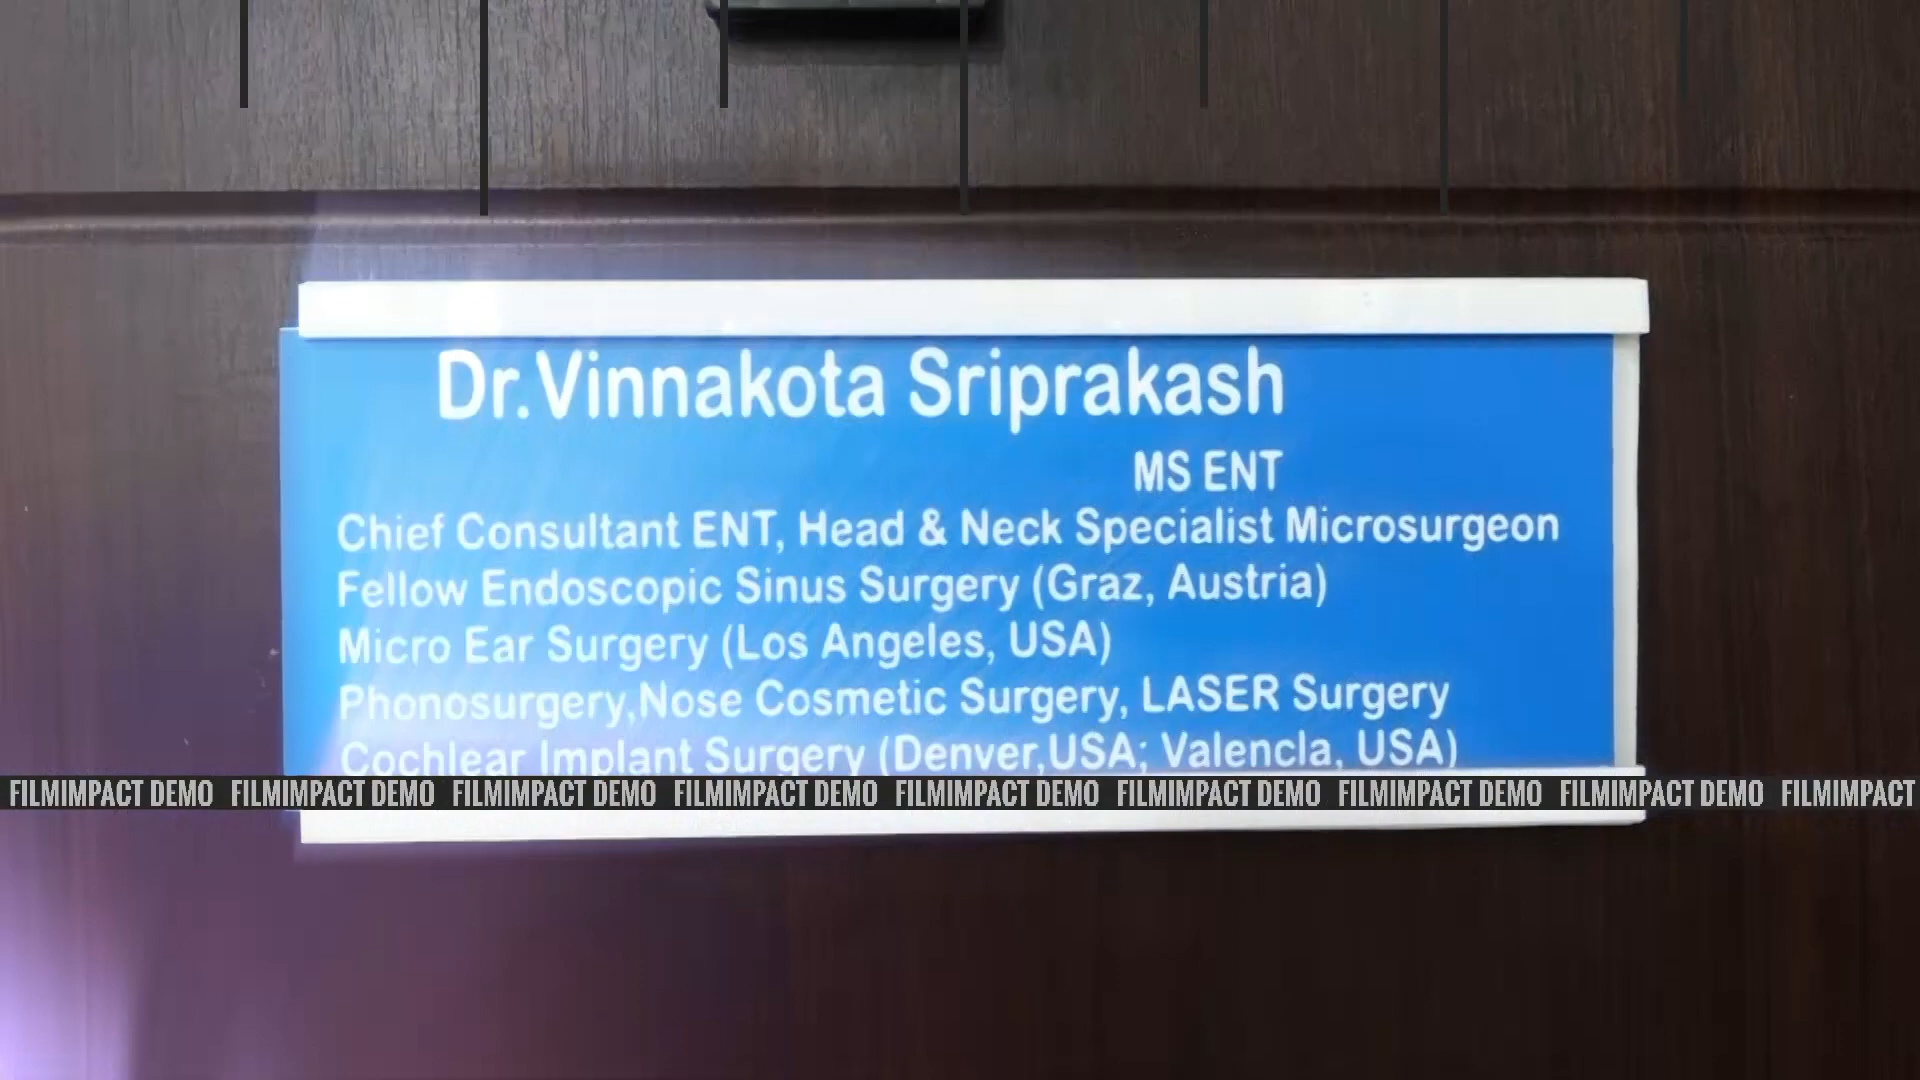 Dr.Vinnakota Sriprakash
MS ENT
Chief Consultant ENT, Head & Neck Specialist Microsurgeon
Fellow Endoscopic Sinus Surgery (Graz, Austria)
Micro Ear Surgery (Los Angeles, USA)
Phonosurgery,Nose Cosmetic Surgery, LASER Surgery
Cochlear Implant Surgery (Denver,USA; Valencla, USA)
FILMIMPACT DEMO FILMIMPACT DEMO FILMIMPACT DEMO FILMIMPACT DEMO FILMIMPACT DEMO FILMIMPACT DEMO FILMIMPACT DEMO FILMIMPACT DEMO FILMIMPACT